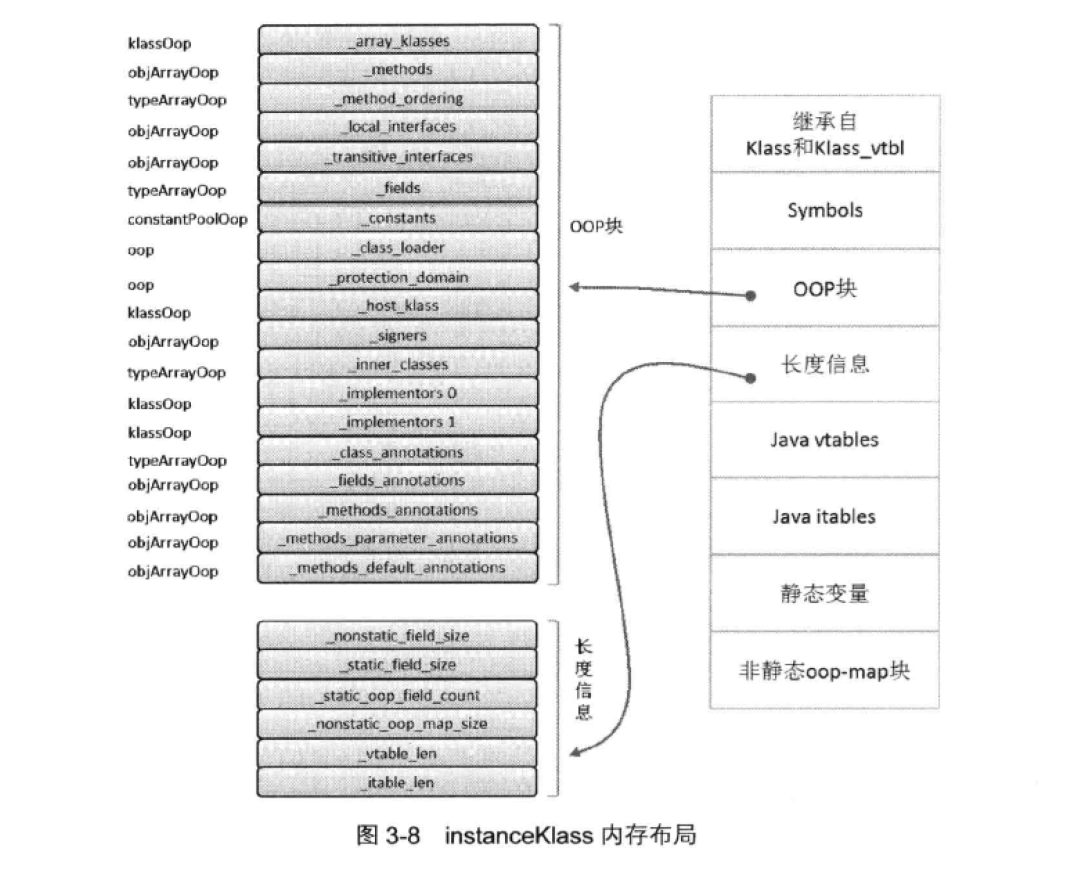 klassOop _array_klasses
objArrayOop _methods
typeArrayOop _method_ordering
objArrayOop _local_interfaces
objArrayOop _transitive_interfaces
typeArrayOop _fields
constantPoolOop _constants
oop _class_loader
oop _protection_domain
klassOop _host_klass
objArrayOop _signers
typeArrayOop _inner_classes
klassOop _implementors 0
klassOop _implementors 1
typeArrayOop _class_annotations
objArrayOop _fields_annotations
objArrayOop _methods_annotations
objArrayOop _methods_parameter_annotations
objArrayOop _methods_default_annotations
OOP块
_nonstatic_field_size
_static_field_size
_static_oop_field_count
_nonstatic_oop_map_size
_vtable_len
_itable_len
长度信息
继承自
Klass和Klass_vtbl
Symbols
OOP块
长度信息
Java vtables
Java itables
静态变量
非静态oop-map块
图 3-8 instanceKlass 内存布局